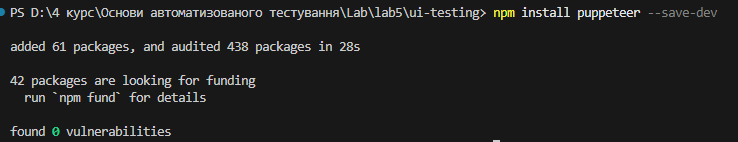 PS D:\4 курс\Основи автоматизованого тестування\Lab\lab5\ui-testing> npm install puppeteer --save-dev
added 61 packages, and audited 438 packages in 28s
42 packages are looking for funding
run `npm fund` for details
found 0 vulnerabilities